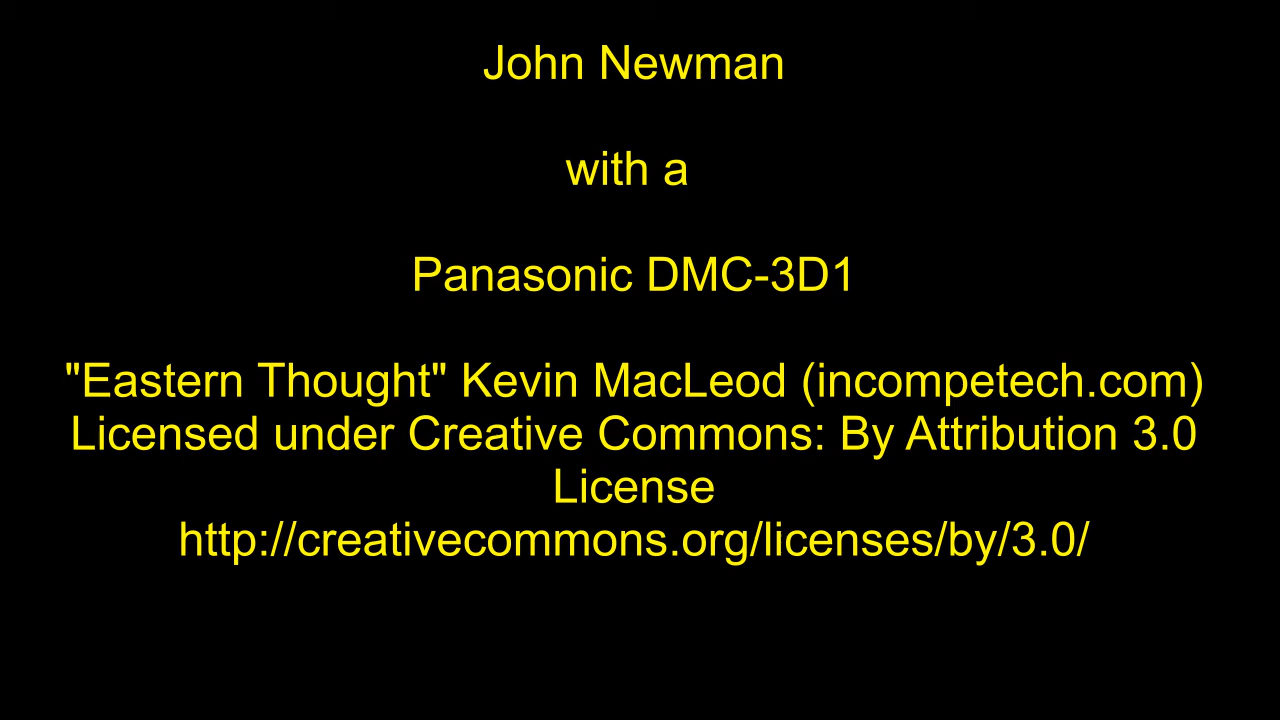 John Newman
with a
Panasonic DMC-3D1
"Eastern Thought" Kevin MacLeod (incompetech.com)
Licensed under Creative Commons: By Attribution 3.0
License
http://creativecommons.org/licenses/by/3.0/